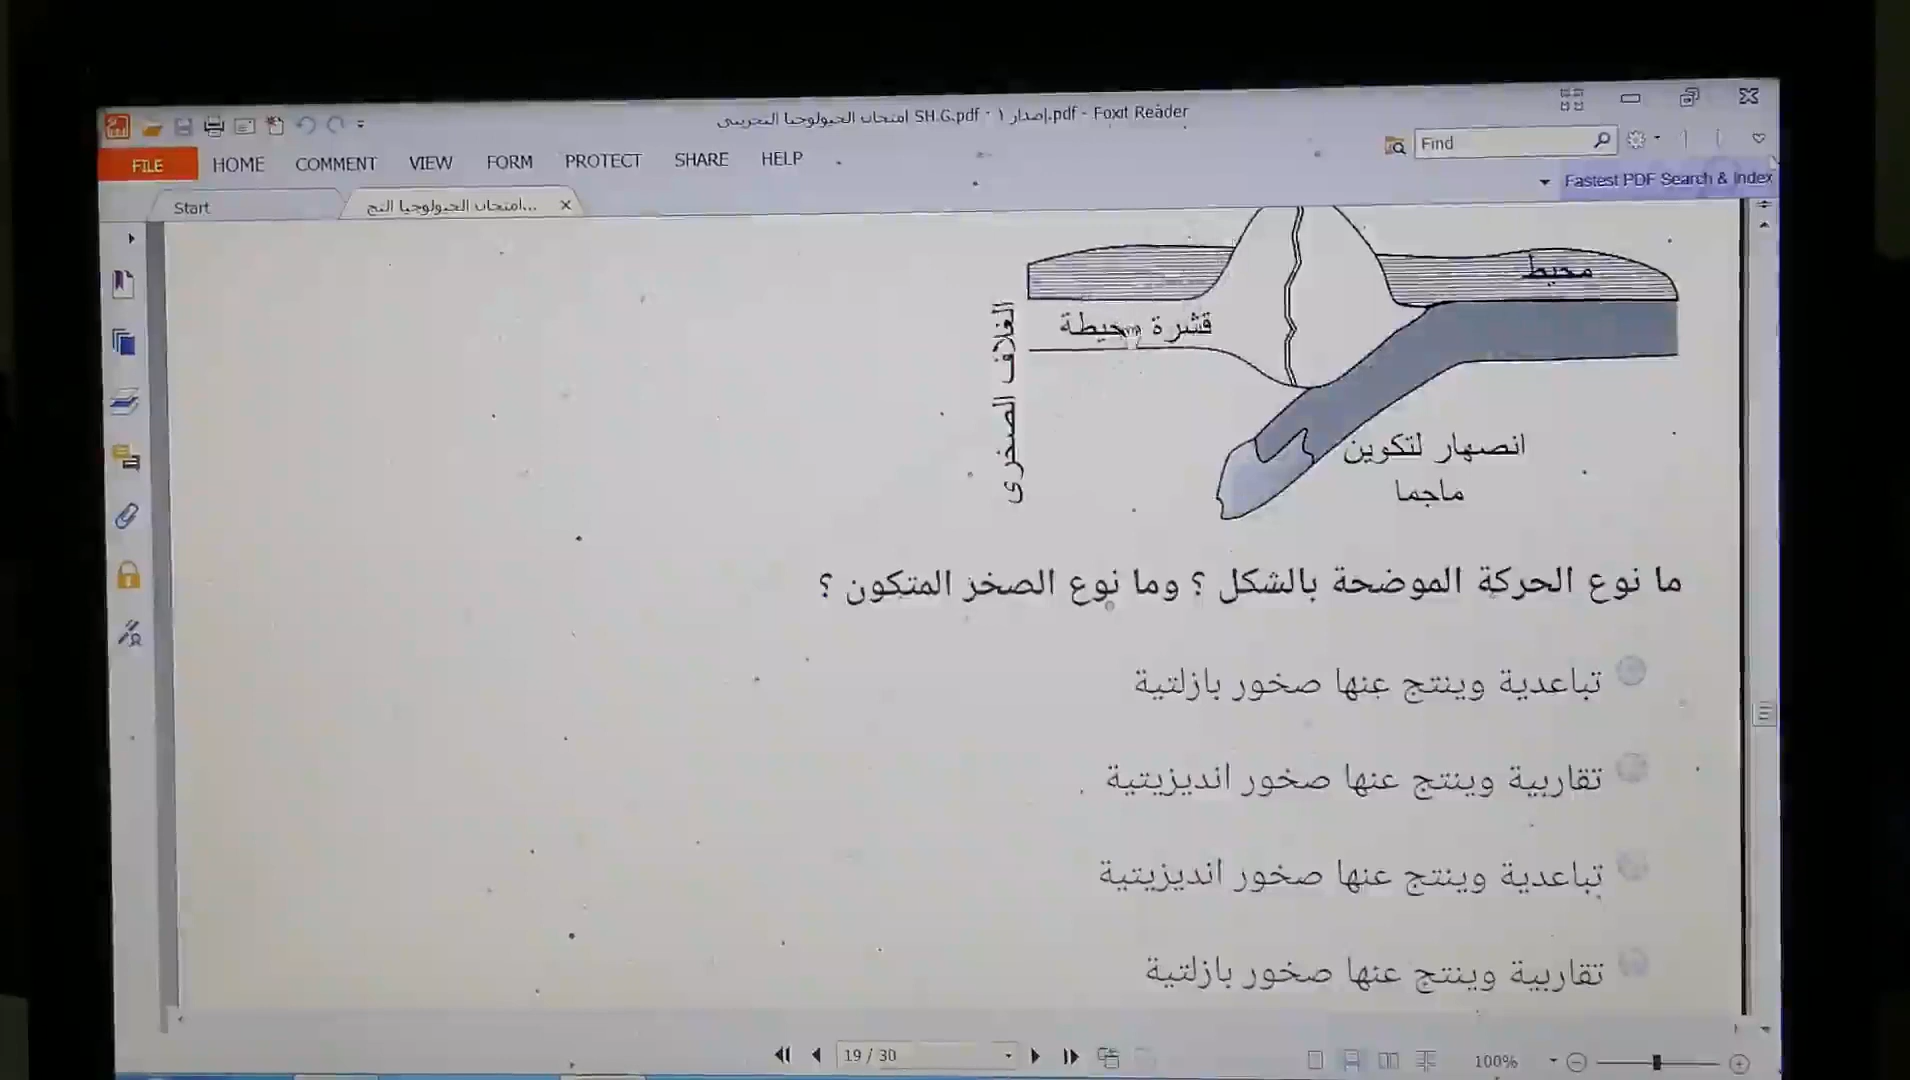 امتحان الجيولوجيا التجريبى SH.G.pdf · إصدار ١.pdf - Foxit Reader
Find
FILE HOME COMMENT VIEW FORM PROTECT SHARE HELP
Fastest PDF Search & Index
Start
امتحان الجيولوجيا التج...
محيط
قشرة محيطة
الغلاف الصخرى
انصهار لتكوين
ماجما
ما نوع الحركة الموضحة بالشكل ؟ وما نوع الصخر المتكون ؟
تباعدية وينتج عنها صخور بازلتية
تقاربية وينتج عنها صخور انديزيتية
تباعدية وينتج عنها صخور انديزيتية
تقاربية وينتج عنها صخور بازلتية
19 / 30
100%